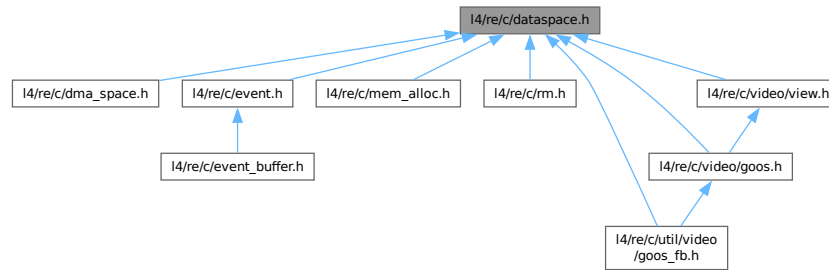 l4/re/c/dataspace.h
l4/re/c/dma_space.h
l4/re/c/event.h
l4/re/c/mem_alloc.h
l4/re/c/rm.h
l4/re/c/video/view.h
l4/re/c/event_buffer.h
l4/re/c/video/goos.h
l4/re/c/util/video
/goos_fb.h